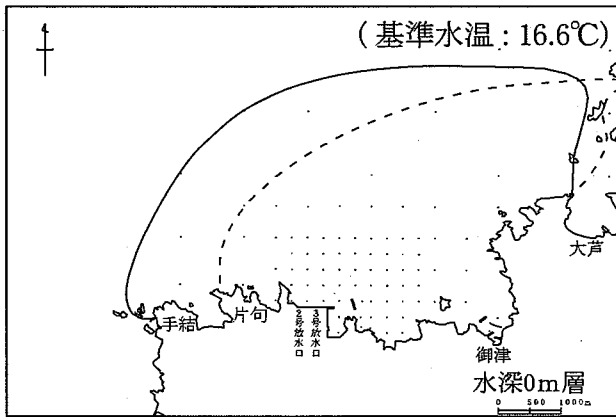 (基準水温：16.6℃)
大芦
手結
片句
2号放水口
3号放水口
御津
水深0m層
0 500 1000m